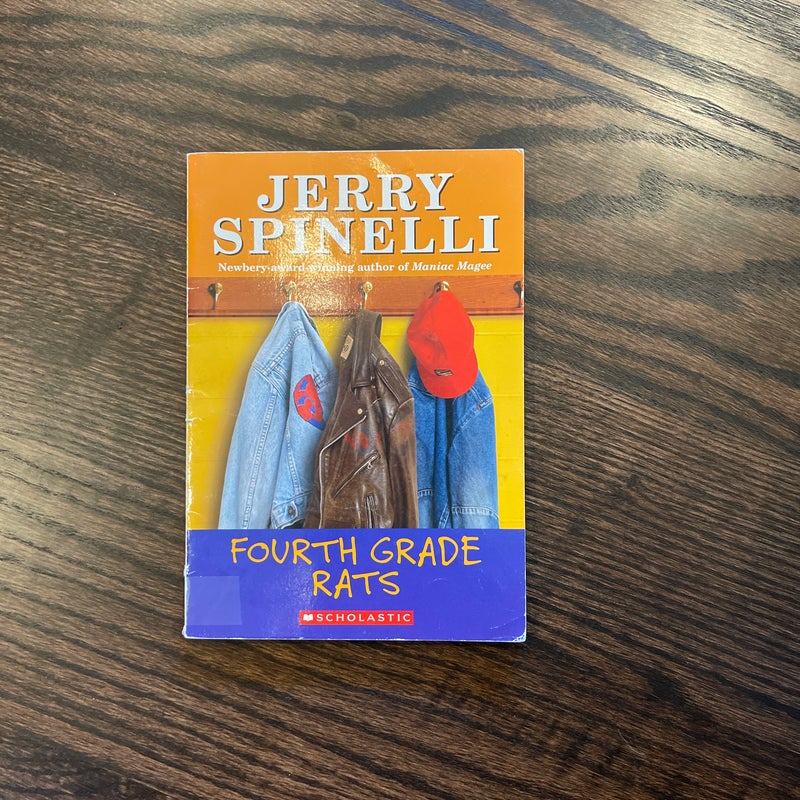 JERRY
SPINELLI
Newbery-award-winning author of Maniac Magee
FOURTH GRADE
RATS
SCHOLASTIC